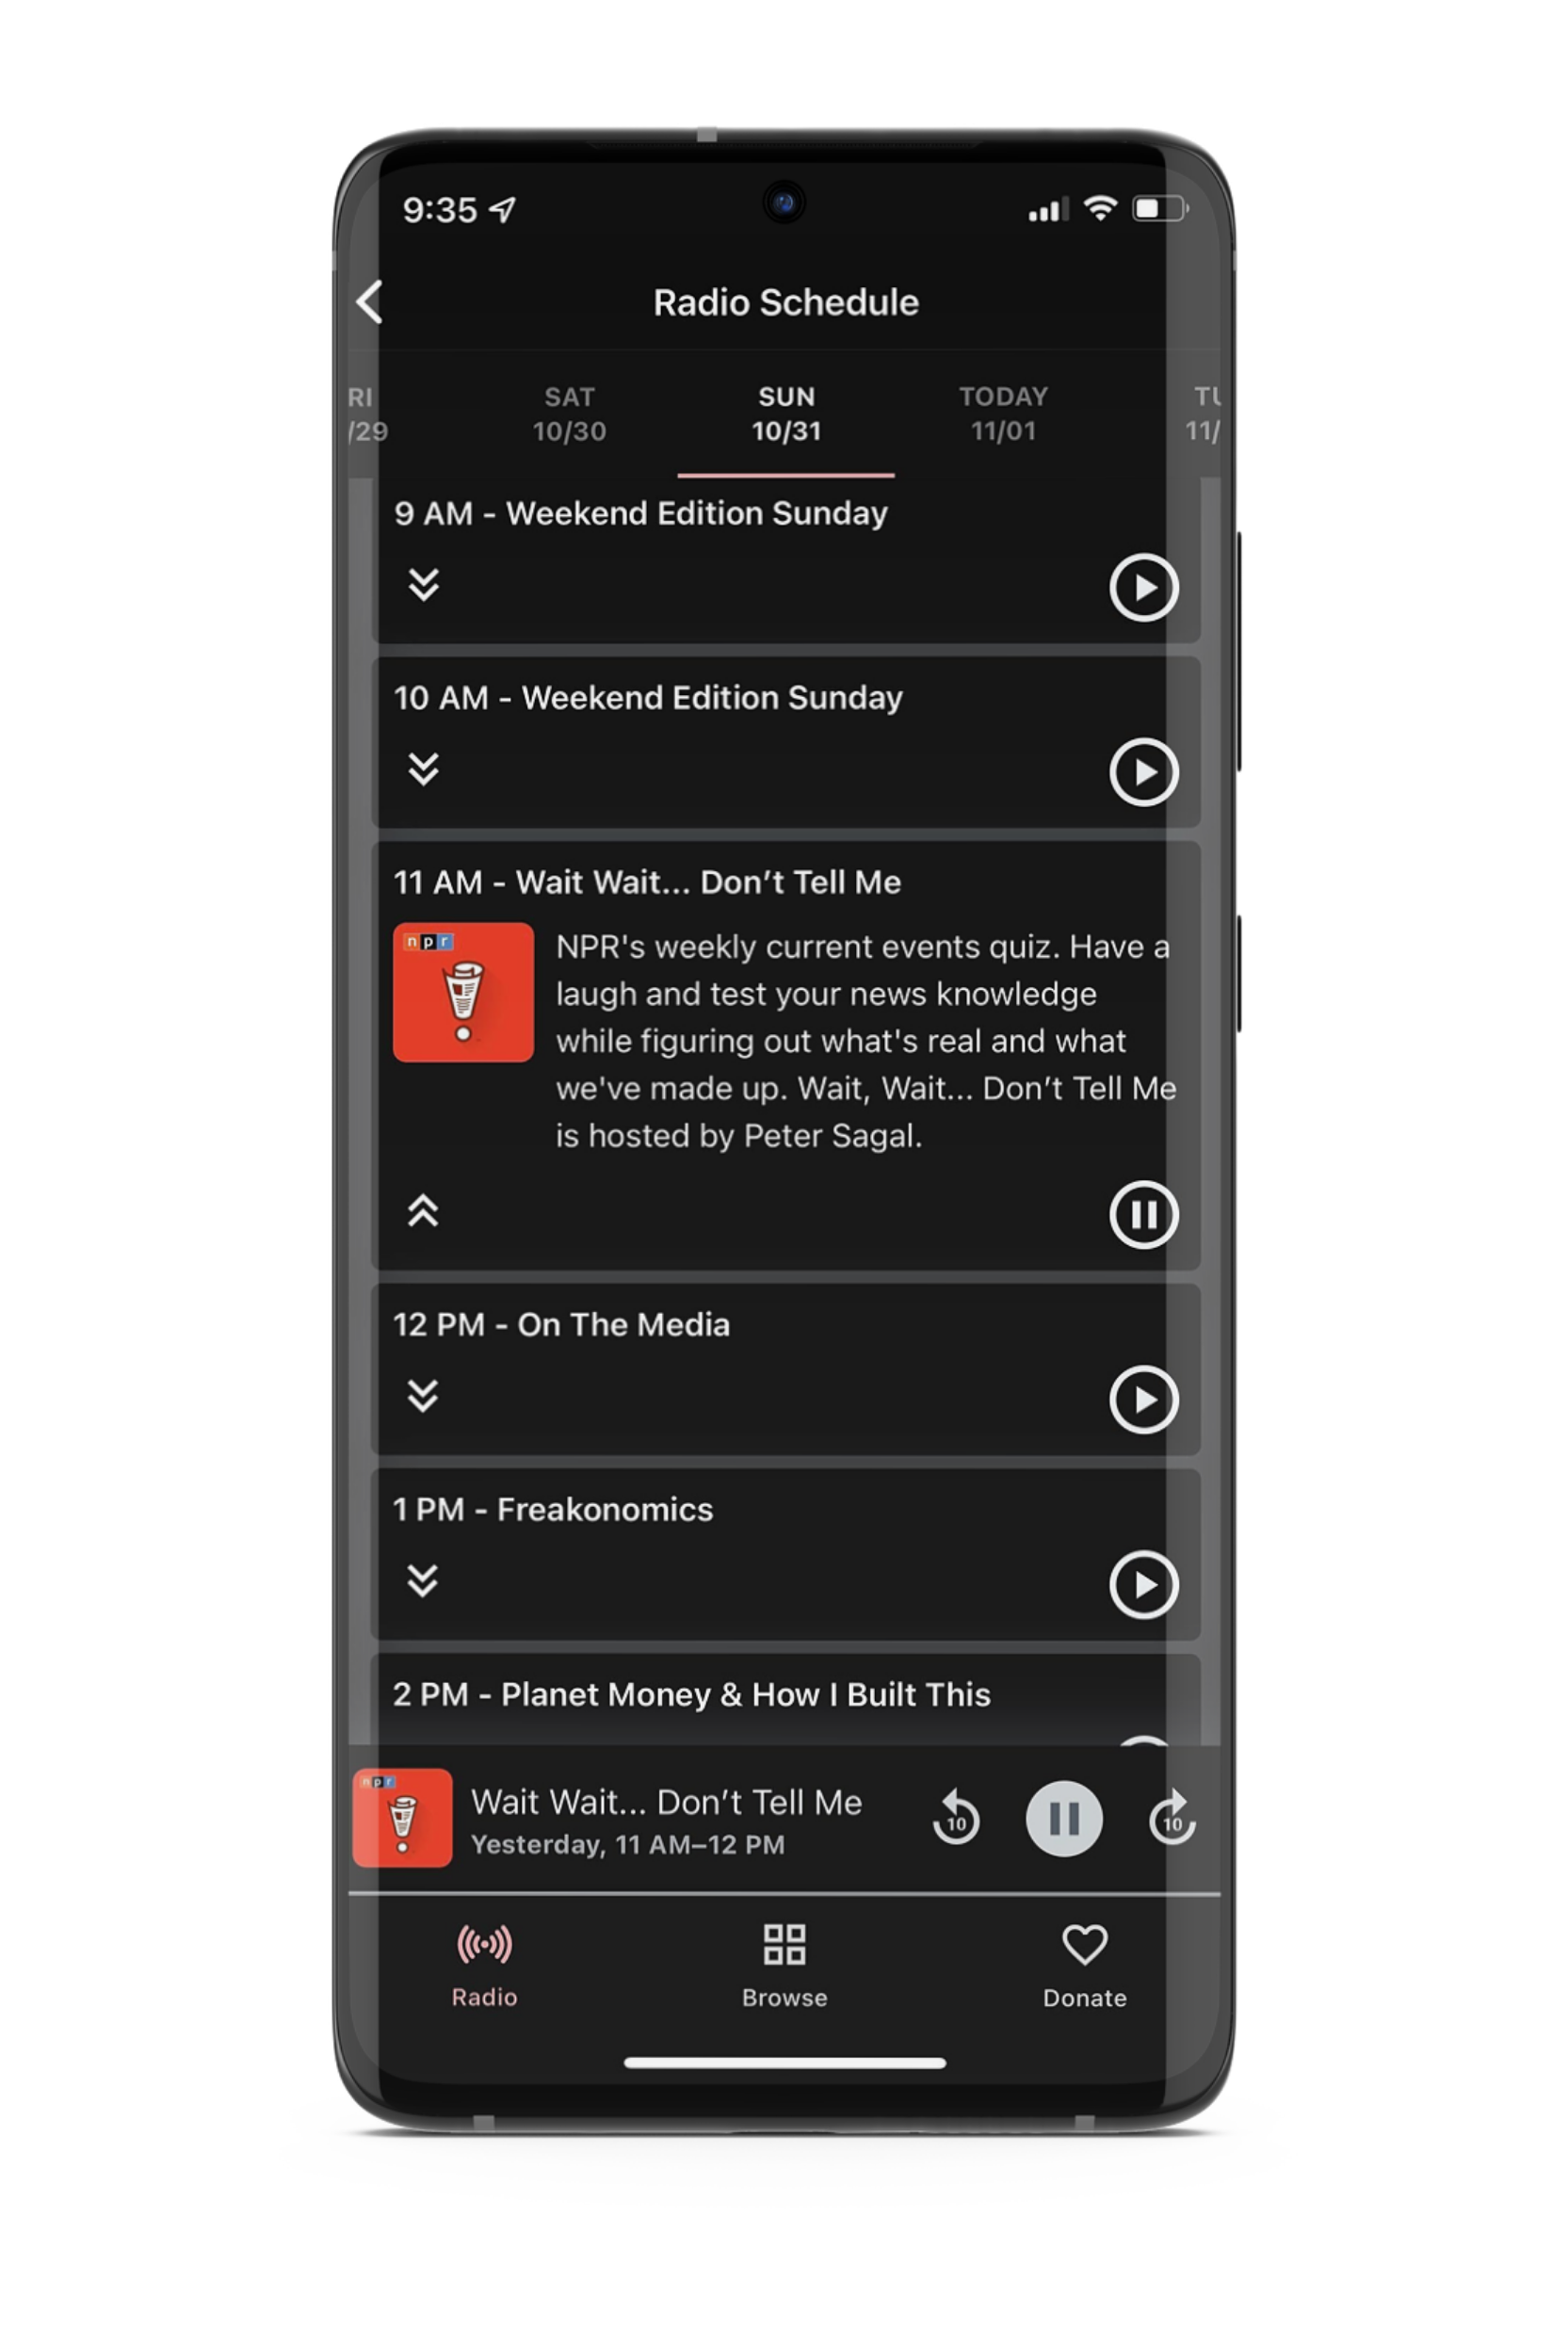 9:35
Radio Schedule
RI
/29
SAT
10/30
SUN
10/31
TODAY
11/01
TU
11/
9 AM - Weekend Edition Sunday
10 AM - Weekend Edition Sunday
11 AM - Wait Wait... Don’t Tell Me
npr
NPR's weekly current events quiz. Have a
laugh and test your news knowledge
while figuring out what's real and what
we've made up. Wait, Wait... Don’t Tell Me
is hosted by Peter Sagal.
12 PM - On The Media
1 PM - Freakonomics
2 PM - Planet Money & How I Built This
npr
Wait Wait... Don’t Tell Me
Yesterday, 11 AM–12 PM
10
10
Radio
Browse
Donate